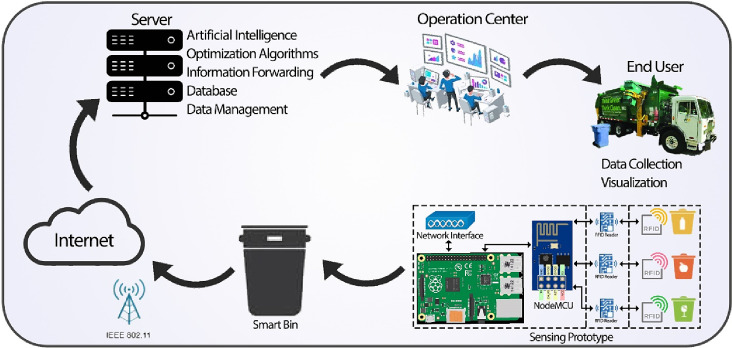 Server
Artificial Intelligence
Optimization Algorithms
Information Forwarding
Database
Data Management
Operation Center
End User
Data Collection
Visualization
Internet
IEEE 802.11
Smart Bin
Network Interface
NodeMCU
RFID Reader
RFID Reader
RFID Reader
RFID
RFID
RFID
Sensing Prototype